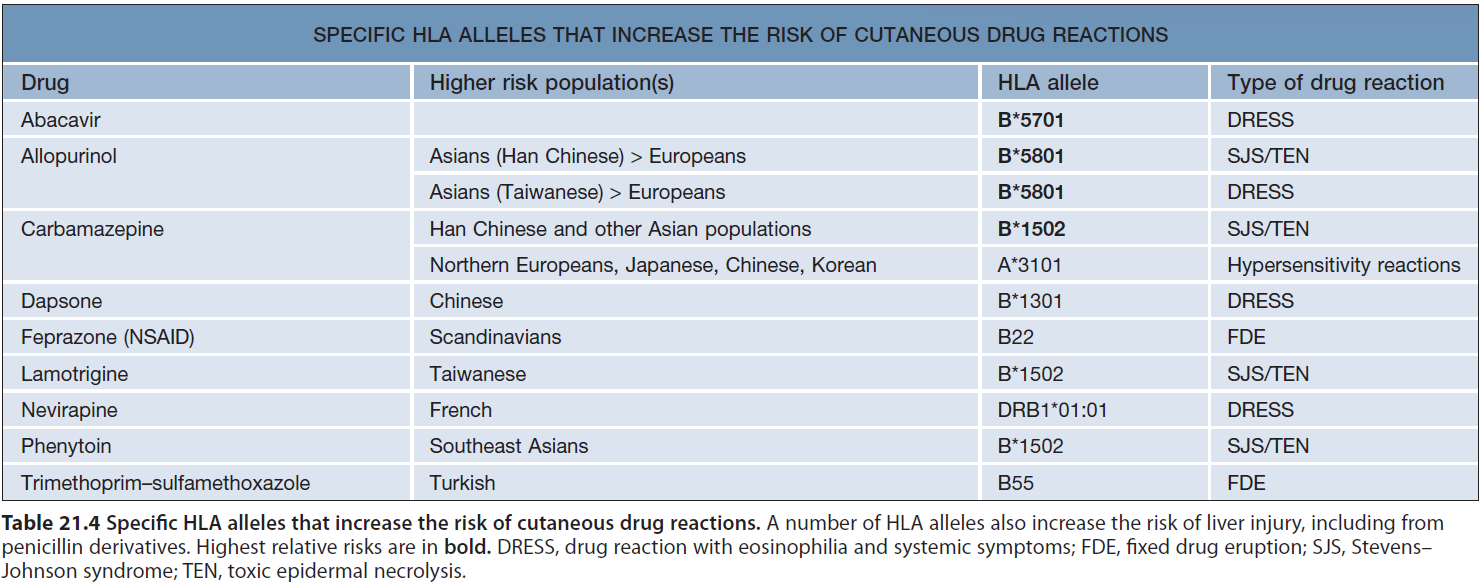 SPECIFIC HLA ALLELES THAT INCREASE THE RISK OF CUTANEOUS DRUG REACTIONS
Drug Higher risk population(s) HLA allele Type of drug reaction
Abacavir B*5701 DRESS
Allopurinol Asians (Han Chinese) > Europeans B*5801 SJS/TEN
Asians (Taiwanese) > Europeans B*5801 DRESS
Carbamazepine Han Chinese and other Asian populations B*1502 SJS/TEN
Northern Europeans, Japanese, Chinese, Korean A*3101 Hypersensitivity reactions
Dapsone Chinese B*1301 DRESS
Feprazone (NSAID) Scandinavians B22 FDE
Lamotrigine Taiwanese B*1502 SJS/TEN
Nevirapine French DRB1*01:01 DRESS
Phenytoin Southeast Asians B*1502 SJS/TEN
Trimethoprim–sulfamethoxazole Turkish B55 FDE
Table 21.4 Specific HLA alleles that increase the risk of cutaneous drug reactions. A number of HLA alleles also increase the risk of liver injury, including from
penicillin derivatives. Highest relative risks are in bold. DRESS, drug reaction with eosinophilia and systemic symptoms; FDE, fixed drug eruption; SJS, Stevens–
Johnson syndrome; TEN, toxic epidermal necrolysis.